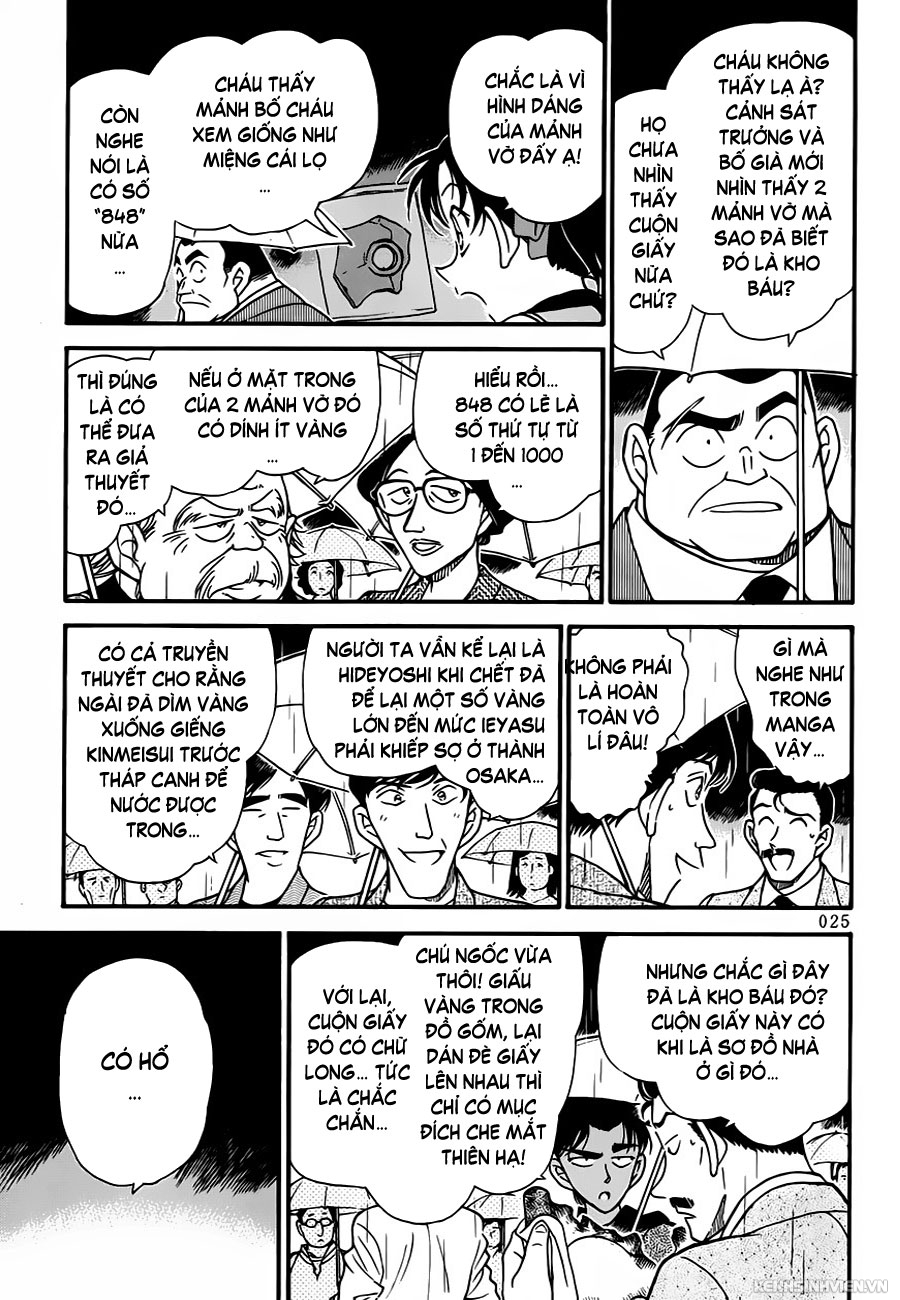 CHÁU KHÔNG
THẤY LẠ À?
CẢNH SÁT
TRƯỞNG VÀ
BỐ GIÀ MỚI
NHÌN THẤY 2
MẢNH VỠ MÀ
SAO ĐÃ BIẾT
ĐÓ LÀ KHO
BÁU?
HỌ
CHƯA
NHÌN
THẤY
CUỘN
GIẤY
NỮA
CHỨ?
CHẮC LÀ VÌ
HÌNH DÁNG
CỦA MẢNH
VỠ ĐẤY Ạ!
CHÁU THẤY
MẢNH BỐ CHÁU
XEM GIỐNG NHƯ
MIỆNG CÁI LỌ
...
CÒN
NGHE
NÓI LÀ
CÓ SỐ
"848"
NỮA
...
HIỂU RỒI...
848 CÓ LẼ LÀ
SỐ THỨ TỰ TỪ
1 ĐẾN 1000
...
NẾU Ở MẶT TRONG
CỦA 2 MẢNH VỠ ĐÓ
CÓ DÍNH ÍT VÀNG
...
THÌ ĐÚNG
LÀ CÓ
THỂ ĐƯA
RA GIẢ
THUYẾT
ĐÓ...
GÌ MÀ
NGHE NHƯ
TRONG
MANGA
VẬY...
KHÔNG PHẢI
LÀ HOÀN
TOÀN VÔ
LÍ ĐÂU!
NGƯỜI TA VẪN KỂ LẠI LÀ
HIDEYOSHI KHI CHẾT ĐÃ
ĐỂ LẠI MỘT SỐ VÀNG
LỚN ĐẾN MỨC IEYASU
PHẢI KHIẾP SỢ Ở THÀNH
OSAKA...
CÓ CẢ TRUYỀN
THUYẾT CHO RẰNG
NGÀI ĐÃ DÌM VÀNG
XUỐNG GIẾNG
KINMEISUI TRƯỚC
THÁP CANH ĐỂ
NƯỚC ĐƯỢC
TRONG...
025
NHƯNG CHẮC GÌ ĐÂY
ĐÃ LÀ KHO BÁU ĐÓ?
CUỘN GIẤY NÀY CÓ
KHI LÀ SƠ ĐỒ NHÀ
Ở GÌ ĐÓ...
CHÚ NGỐC VỪA
THÔI! GIẤU
VÀNG TRONG
ĐỒ GỐM, LẠI
DÁN ĐÈ GIẤY
LÊN NHAU THÌ
CHỈ CÓ MỤC
ĐÍCH CHE MẮT
THIÊN HẠ!
VỚI LẠI,
CUỘN GIẤY
ĐÓ CÓ CHỮ
LONG... TỨC
LÀ CHẮC
CHẮN...
CÓ HỔ
...
KENHSINHVIEN.VN